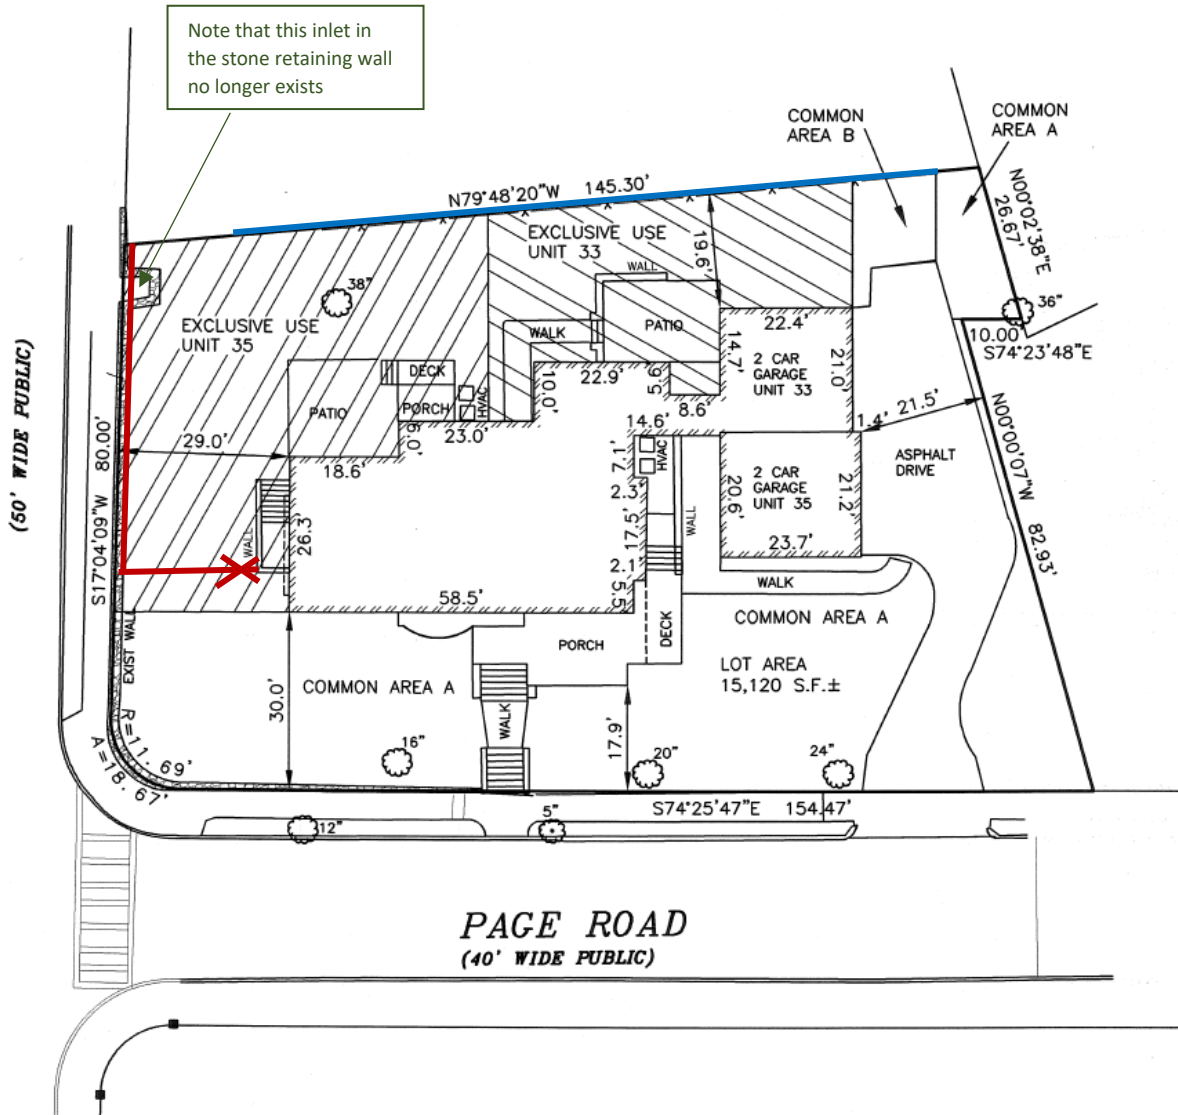 Note that this inlet in
the stone retaining wall
no longer exists
COMMON
AREA B
COMMON
AREA A
N79°48'20"W 145.30'
N00°02'38"E
26.67'
EXCLUSIVE USE
UNIT 33
19.6'
WALL
38"
36"
EXCLUSIVE USE
UNIT 35
WALK
PATIO
22.4'
10.00'
S74°23'48"E
14.7'
2 CAR
GARAGE
UNIT 33
21.0'
DECK
22.9'
5.6
10.0'
PATIO
PORCH
HVAC
8.6'
1.4'
21.5'
N00°00'07"W 82.93'
23.0'
6.0'
14.6'
(50' WIDE PUBLIC)
S17°04'09"W 80.00'
29.0'
18.6'
7.1'
HVAC
ASPHALT
DRIVE
2.3'
20.6'
2 CAR
GARAGE
UNIT 35
21.2'
WALL
26.3
17.5'
WALL
23.7'
2.1'
WALK
58.5'
5.5'
COMMON AREA A
EXIST WALL
DECK
PORCH
LOT AREA
15,120 S.F.±
COMMON AREA A
30.0'
WALK
17.9'
R=11.69'
A=18.67'
16"
20"
24"
S74°25'47"E 154.47'
12"
5"
PAGE ROAD
(40' WIDE PUBLIC)